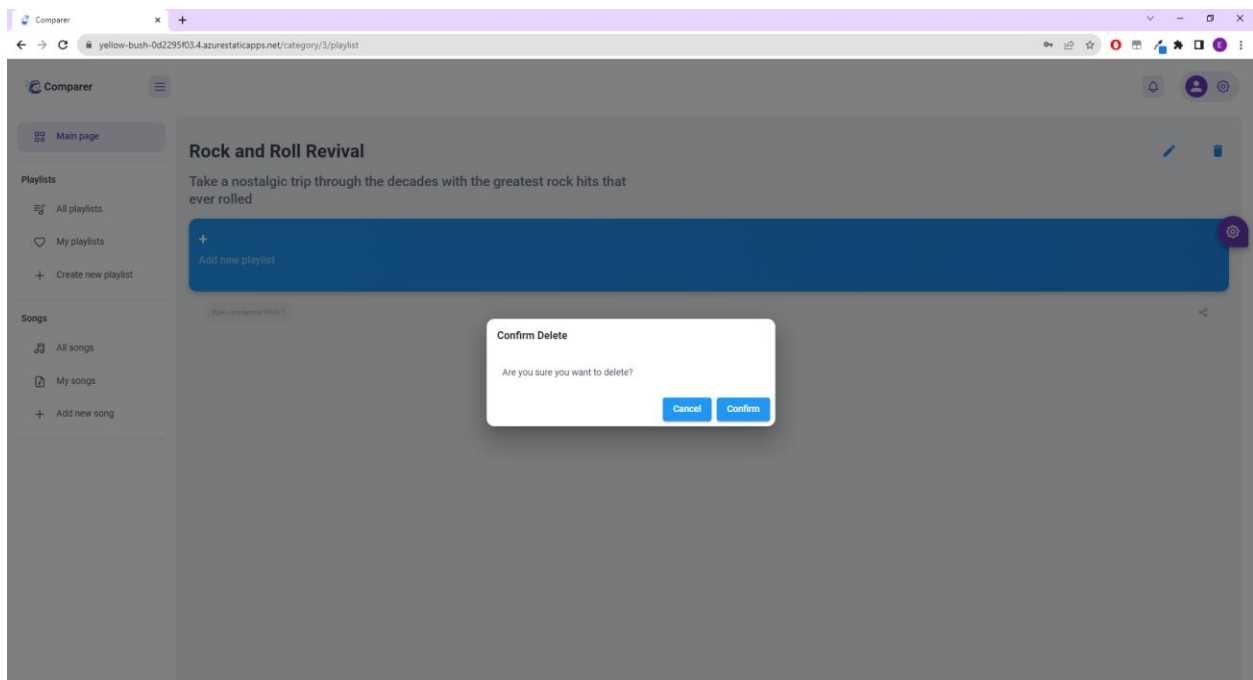 Comparer
yellow-bush-0d2295f03.4.azurestaticapps.net/category/3/playlist
E
Comparer
Main page
Playlists
All playlists
My playlists
Create new playlist
Songs
All songs
My songs
Add new song
Rock and Roll Revival
Take a nostalgic trip through the decades with the greatest rock hits that
ever rolled
Add new playlist
Confirm Delete
Are you sure you want to delete?
Cancel
Confirm